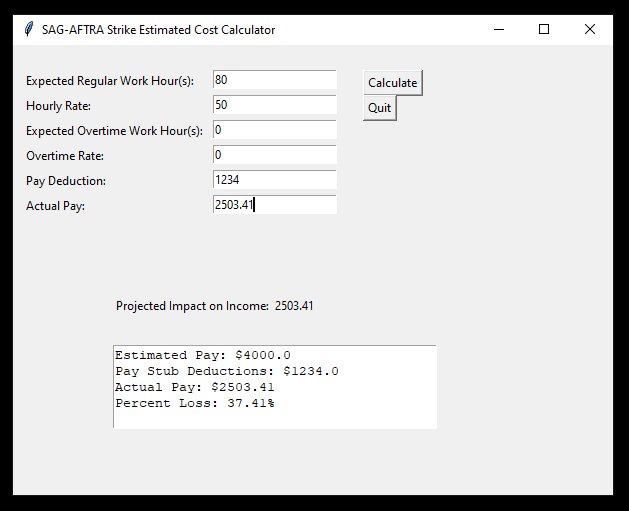 SAG-AFTRA Strike Estimated Cost Calculator
Expected Regular Work Hour(s): 80 Calculate
Hourly Rate: 50 Quit
Expected Overtime Work Hour(s): 0
Overtime Rate: 0
Pay Deduction: 1234
Actual Pay: 2503.41
Projected Impact on Income: 2503.41
Estimated Pay: $4000.0
Pay Stub Deductions: $1234.0
Actual Pay: $2503.41
Percent Loss: 37.41%